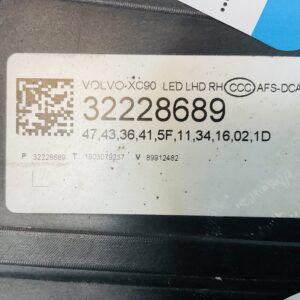 VOLVO-XC90 LED LHD RH CCC AFS-DCA
32228689
47,43,36,41,5F,11,34,16,02,1D
P 32228689 T 1903079237 V 89912482